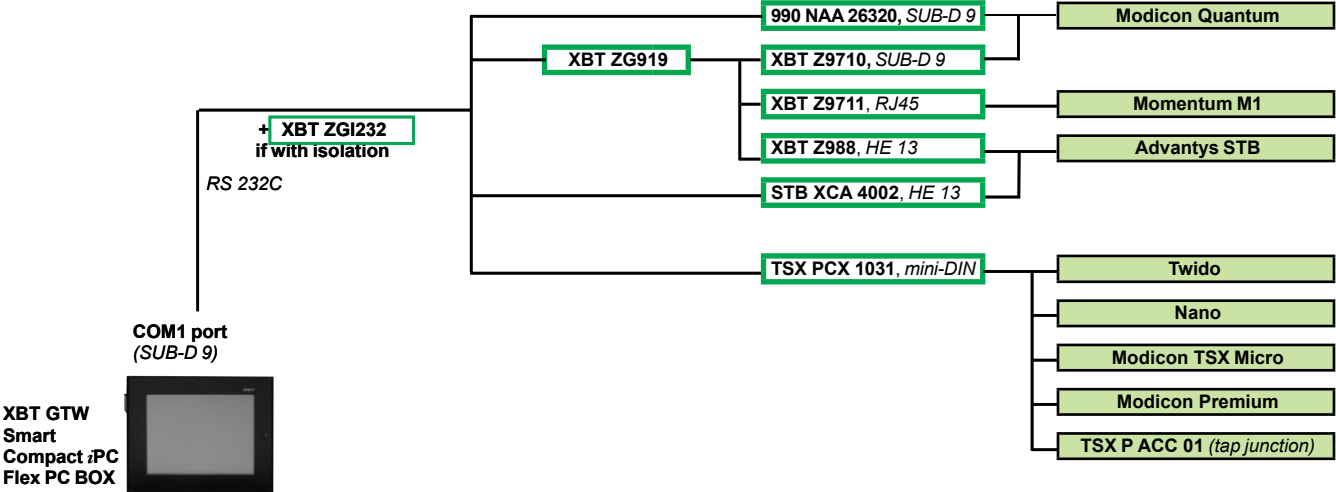 990 NAA 26320, SUB-D 9
Modicon Quantum
XBT ZG919
XBT Z9710, SUB-D 9
XBT Z9711, RJ45
Momentum M1
+ XBT ZGI232
if with isolation
XBT Z988, HE 13
Advantys STB
RS 232C
STB XCA 4002, HE 13
TSX PCX 1031, mini-DIN
Twido
Nano
COM1 port
(SUB-D 9)
Modicon TSX Micro
Modicon Premium
TSX P ACC 01 (tap junction)
XBT GTW
Smart
Compact iPC
Flex PC BOX